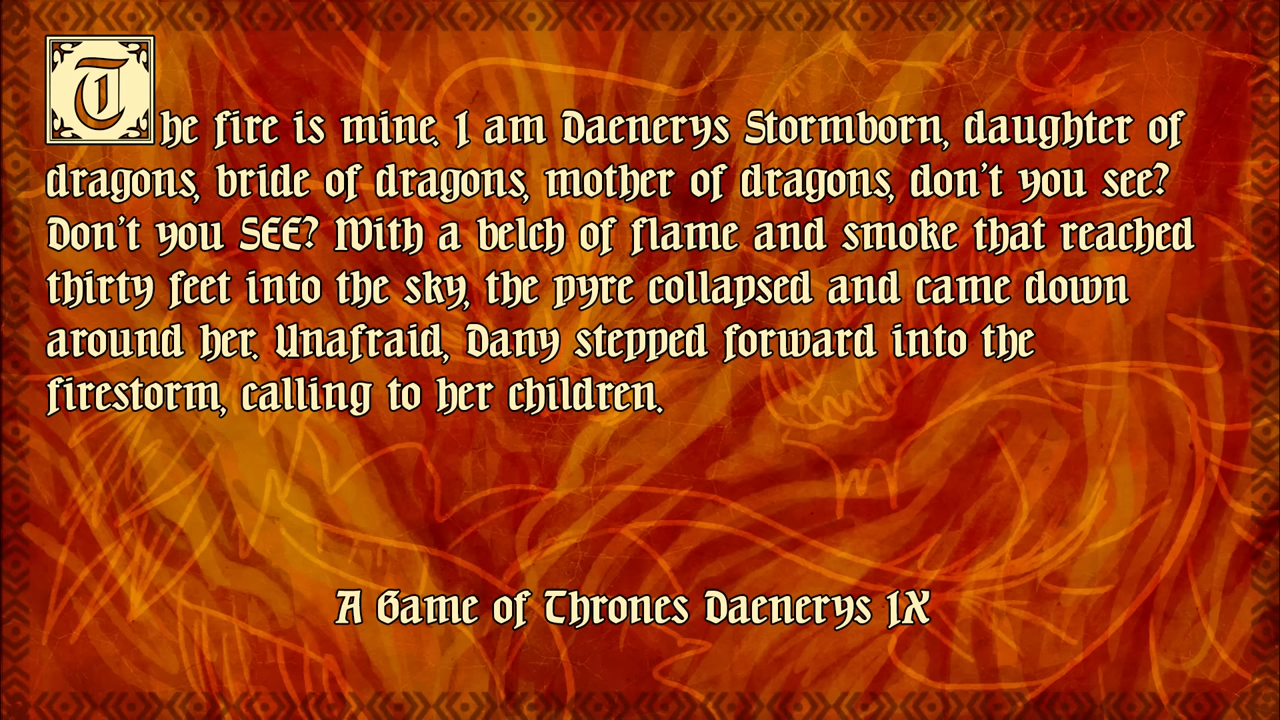 The fire is mine. I am Daenerys Stormborn, daughter of
dragons, bride of dragons, mother of dragons, don't you see?
Don't you SEE? With a belch of flame and smoke that reached
thirty feet into the sky, the pyre collapsed and came down
around her. Unafraid, Dany stepped forward into the
firestorm, calling to her children.
A Game of Thrones Daenerys IX